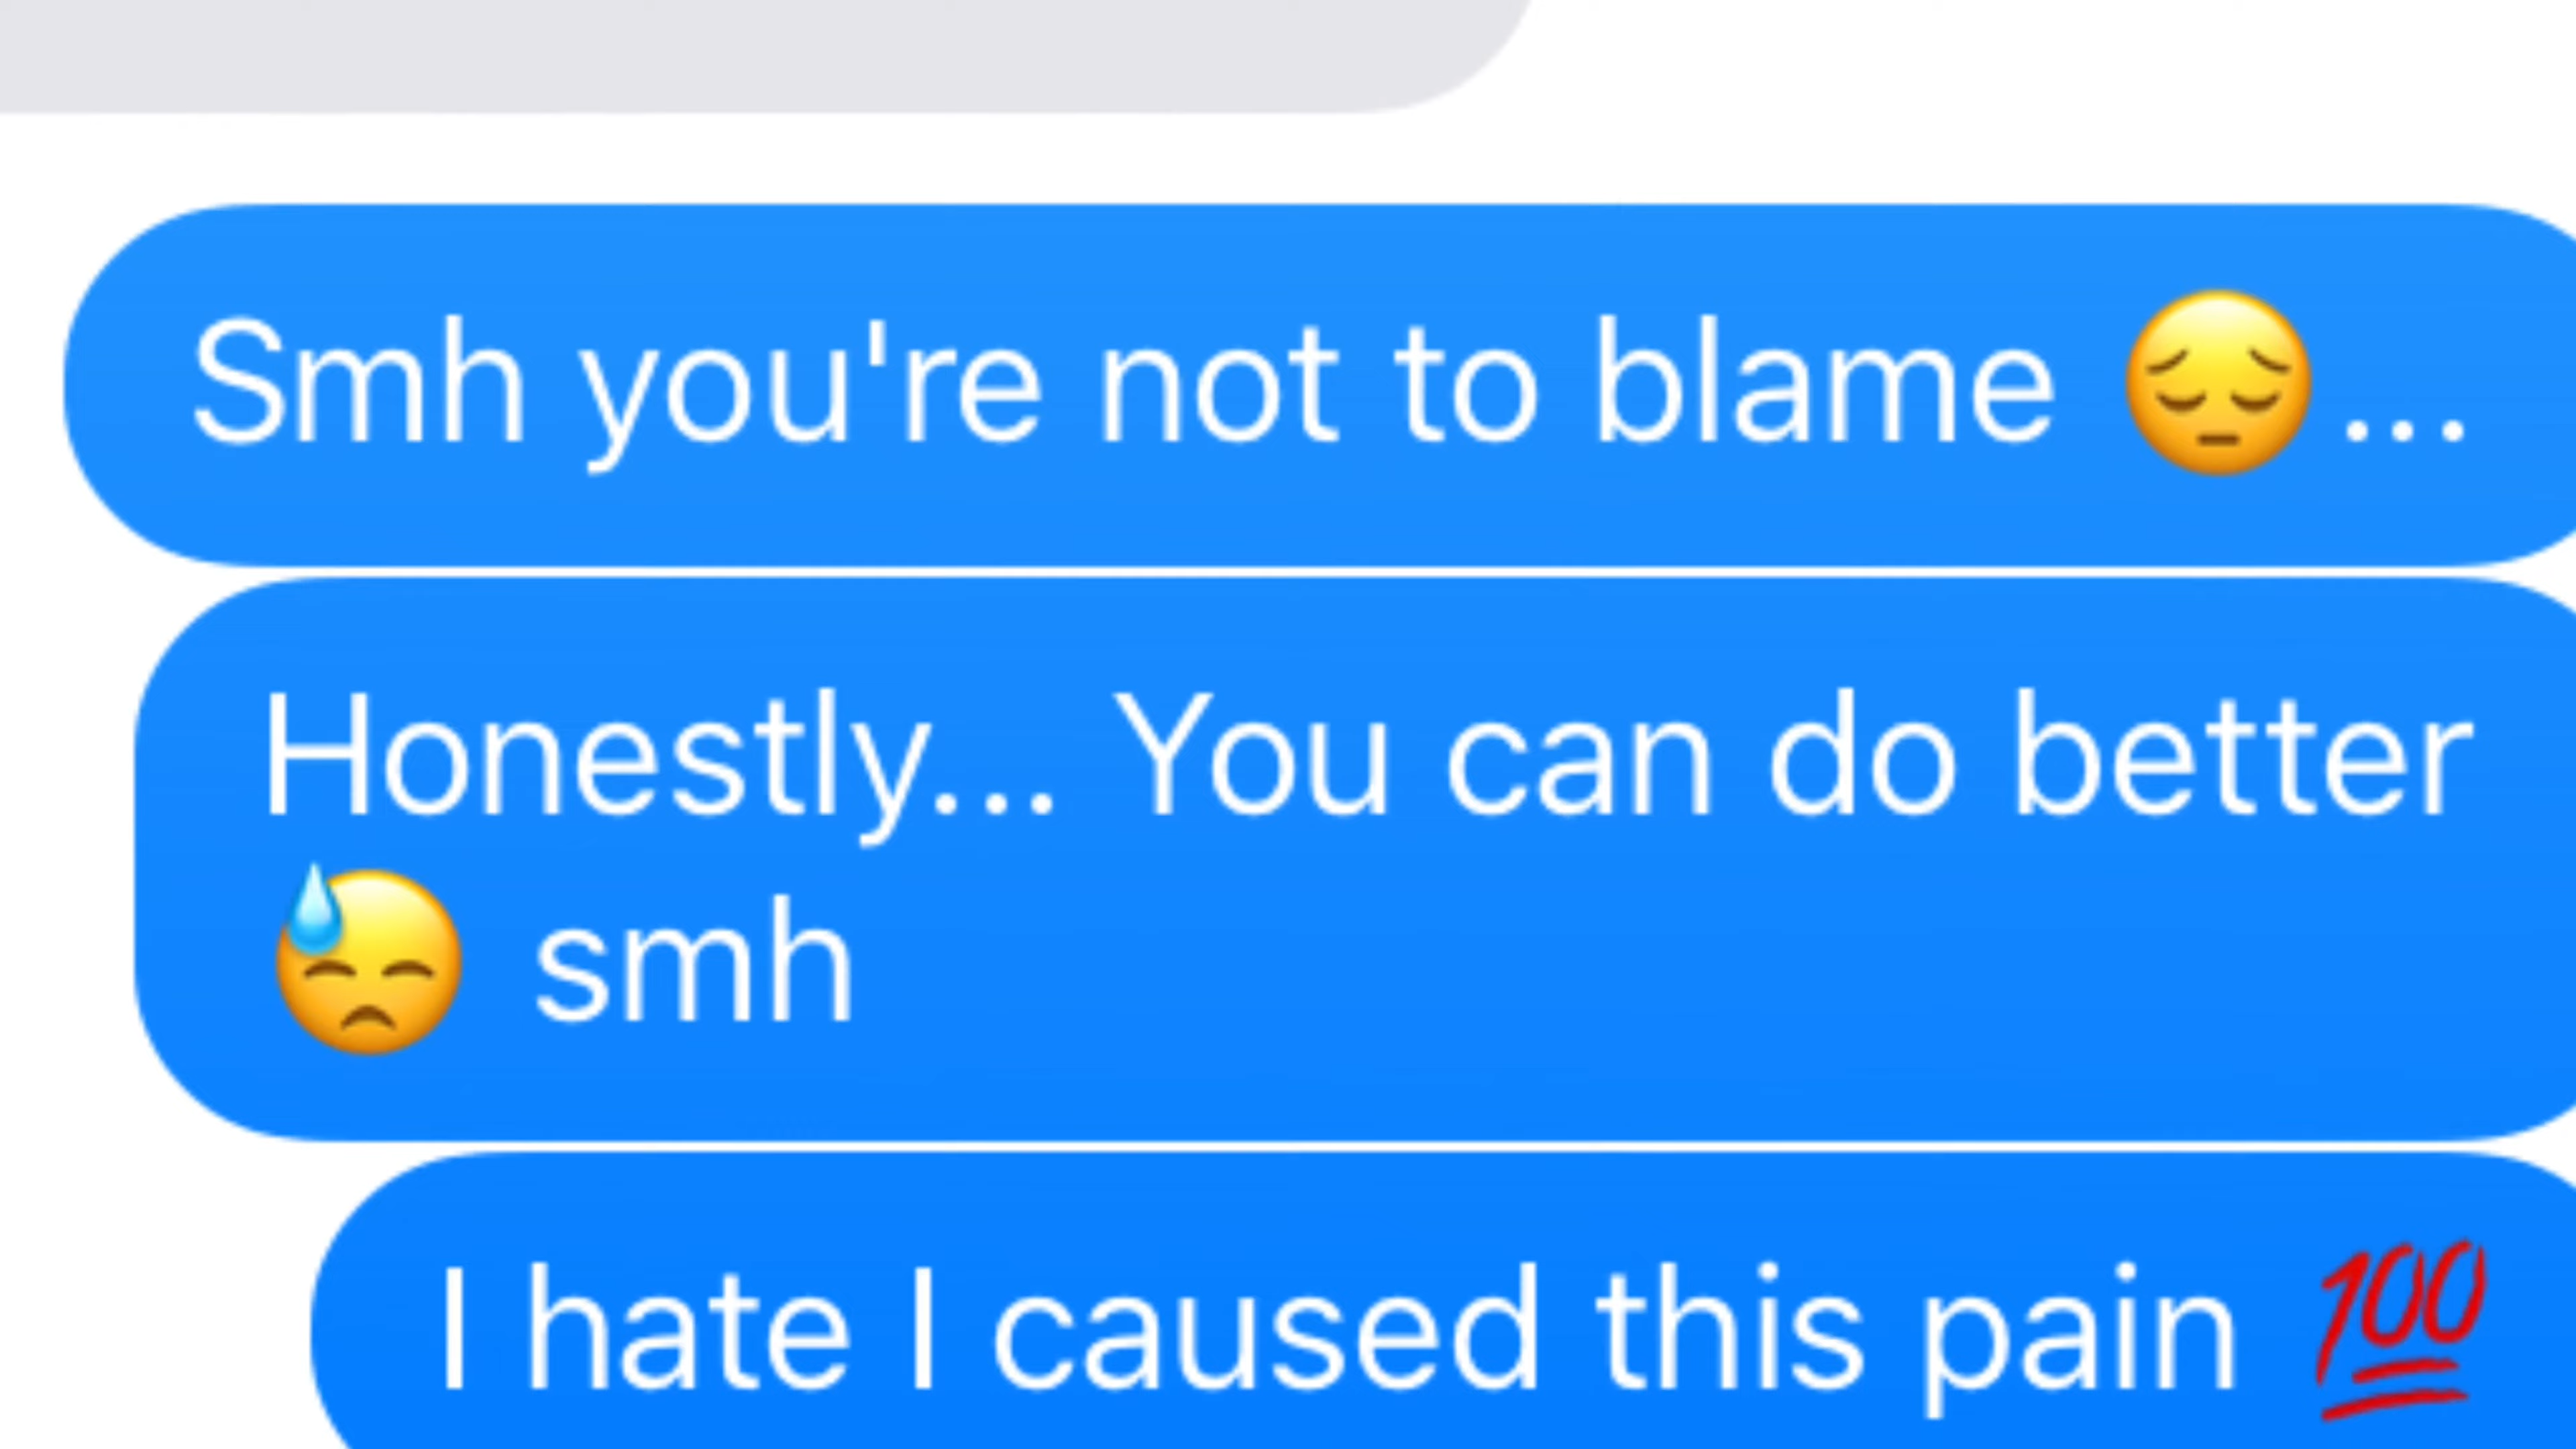 Smh you're not to blame 😔...
Honestly... You can do better
😓 smh
I hate I caused this pain 💯